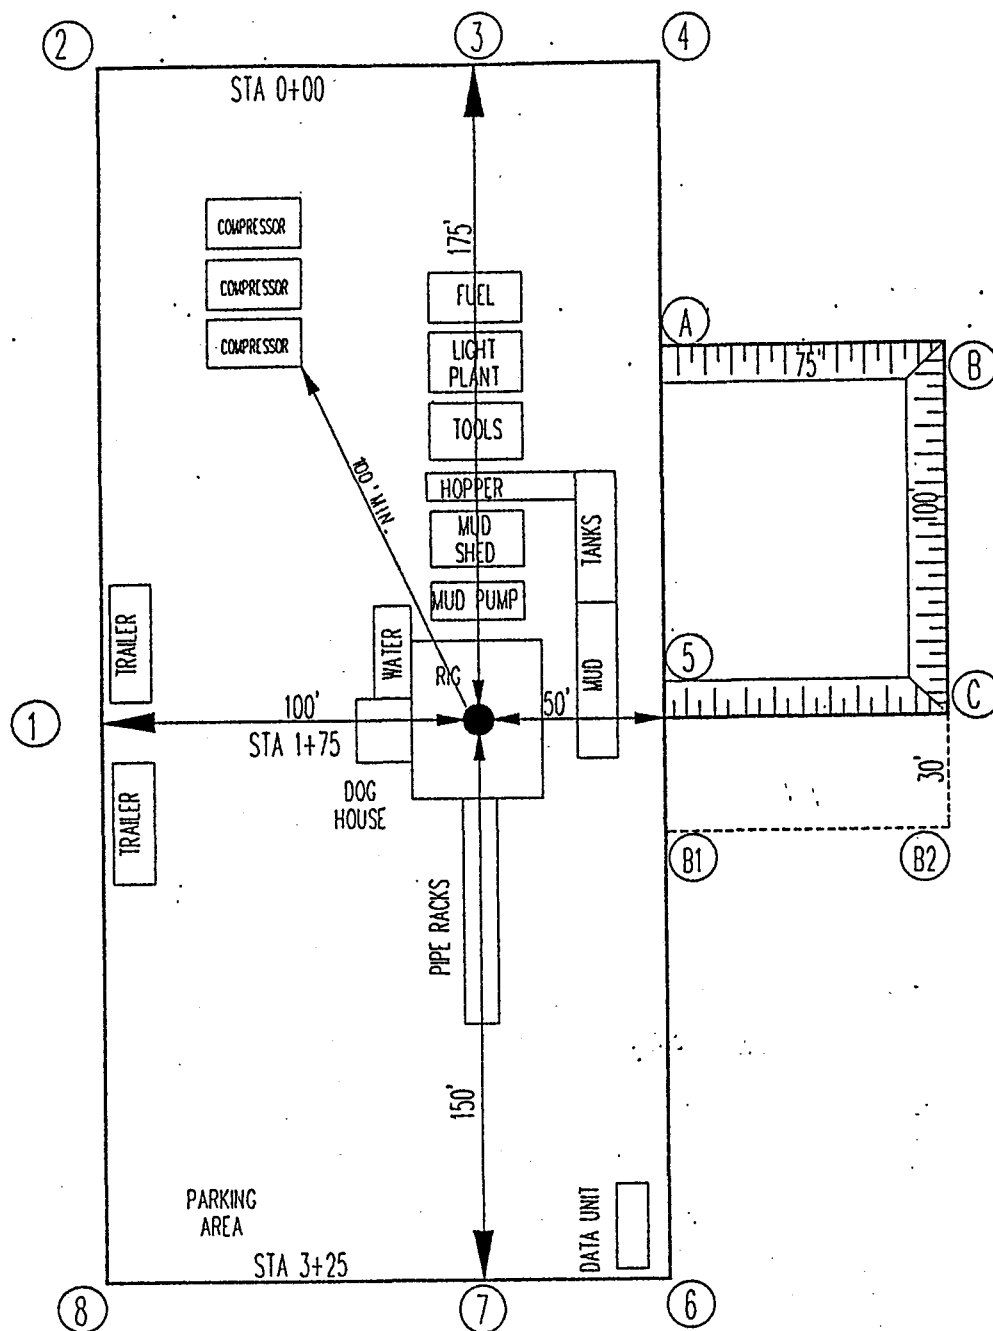 2
3
4
STA 0+00
COMPRESSOR
COMPRESSOR
COMPRESSOR
175'
FUEL
LIGHT
PLANT
TOOLS
HOPPER
MUD
SHED
MUD PUMP
TANKS
MUD
100' MIN.
A
75'
B
100'
5
C
TRAILER
WATER
RIG
1
100'
50'
STA 1+75
30'
TRAILER
DOG
HOUSE
B1
B2
PIPE RACKS
150'
PARKING
AREA
DATA UNIT
STA 3+25
8
7
6